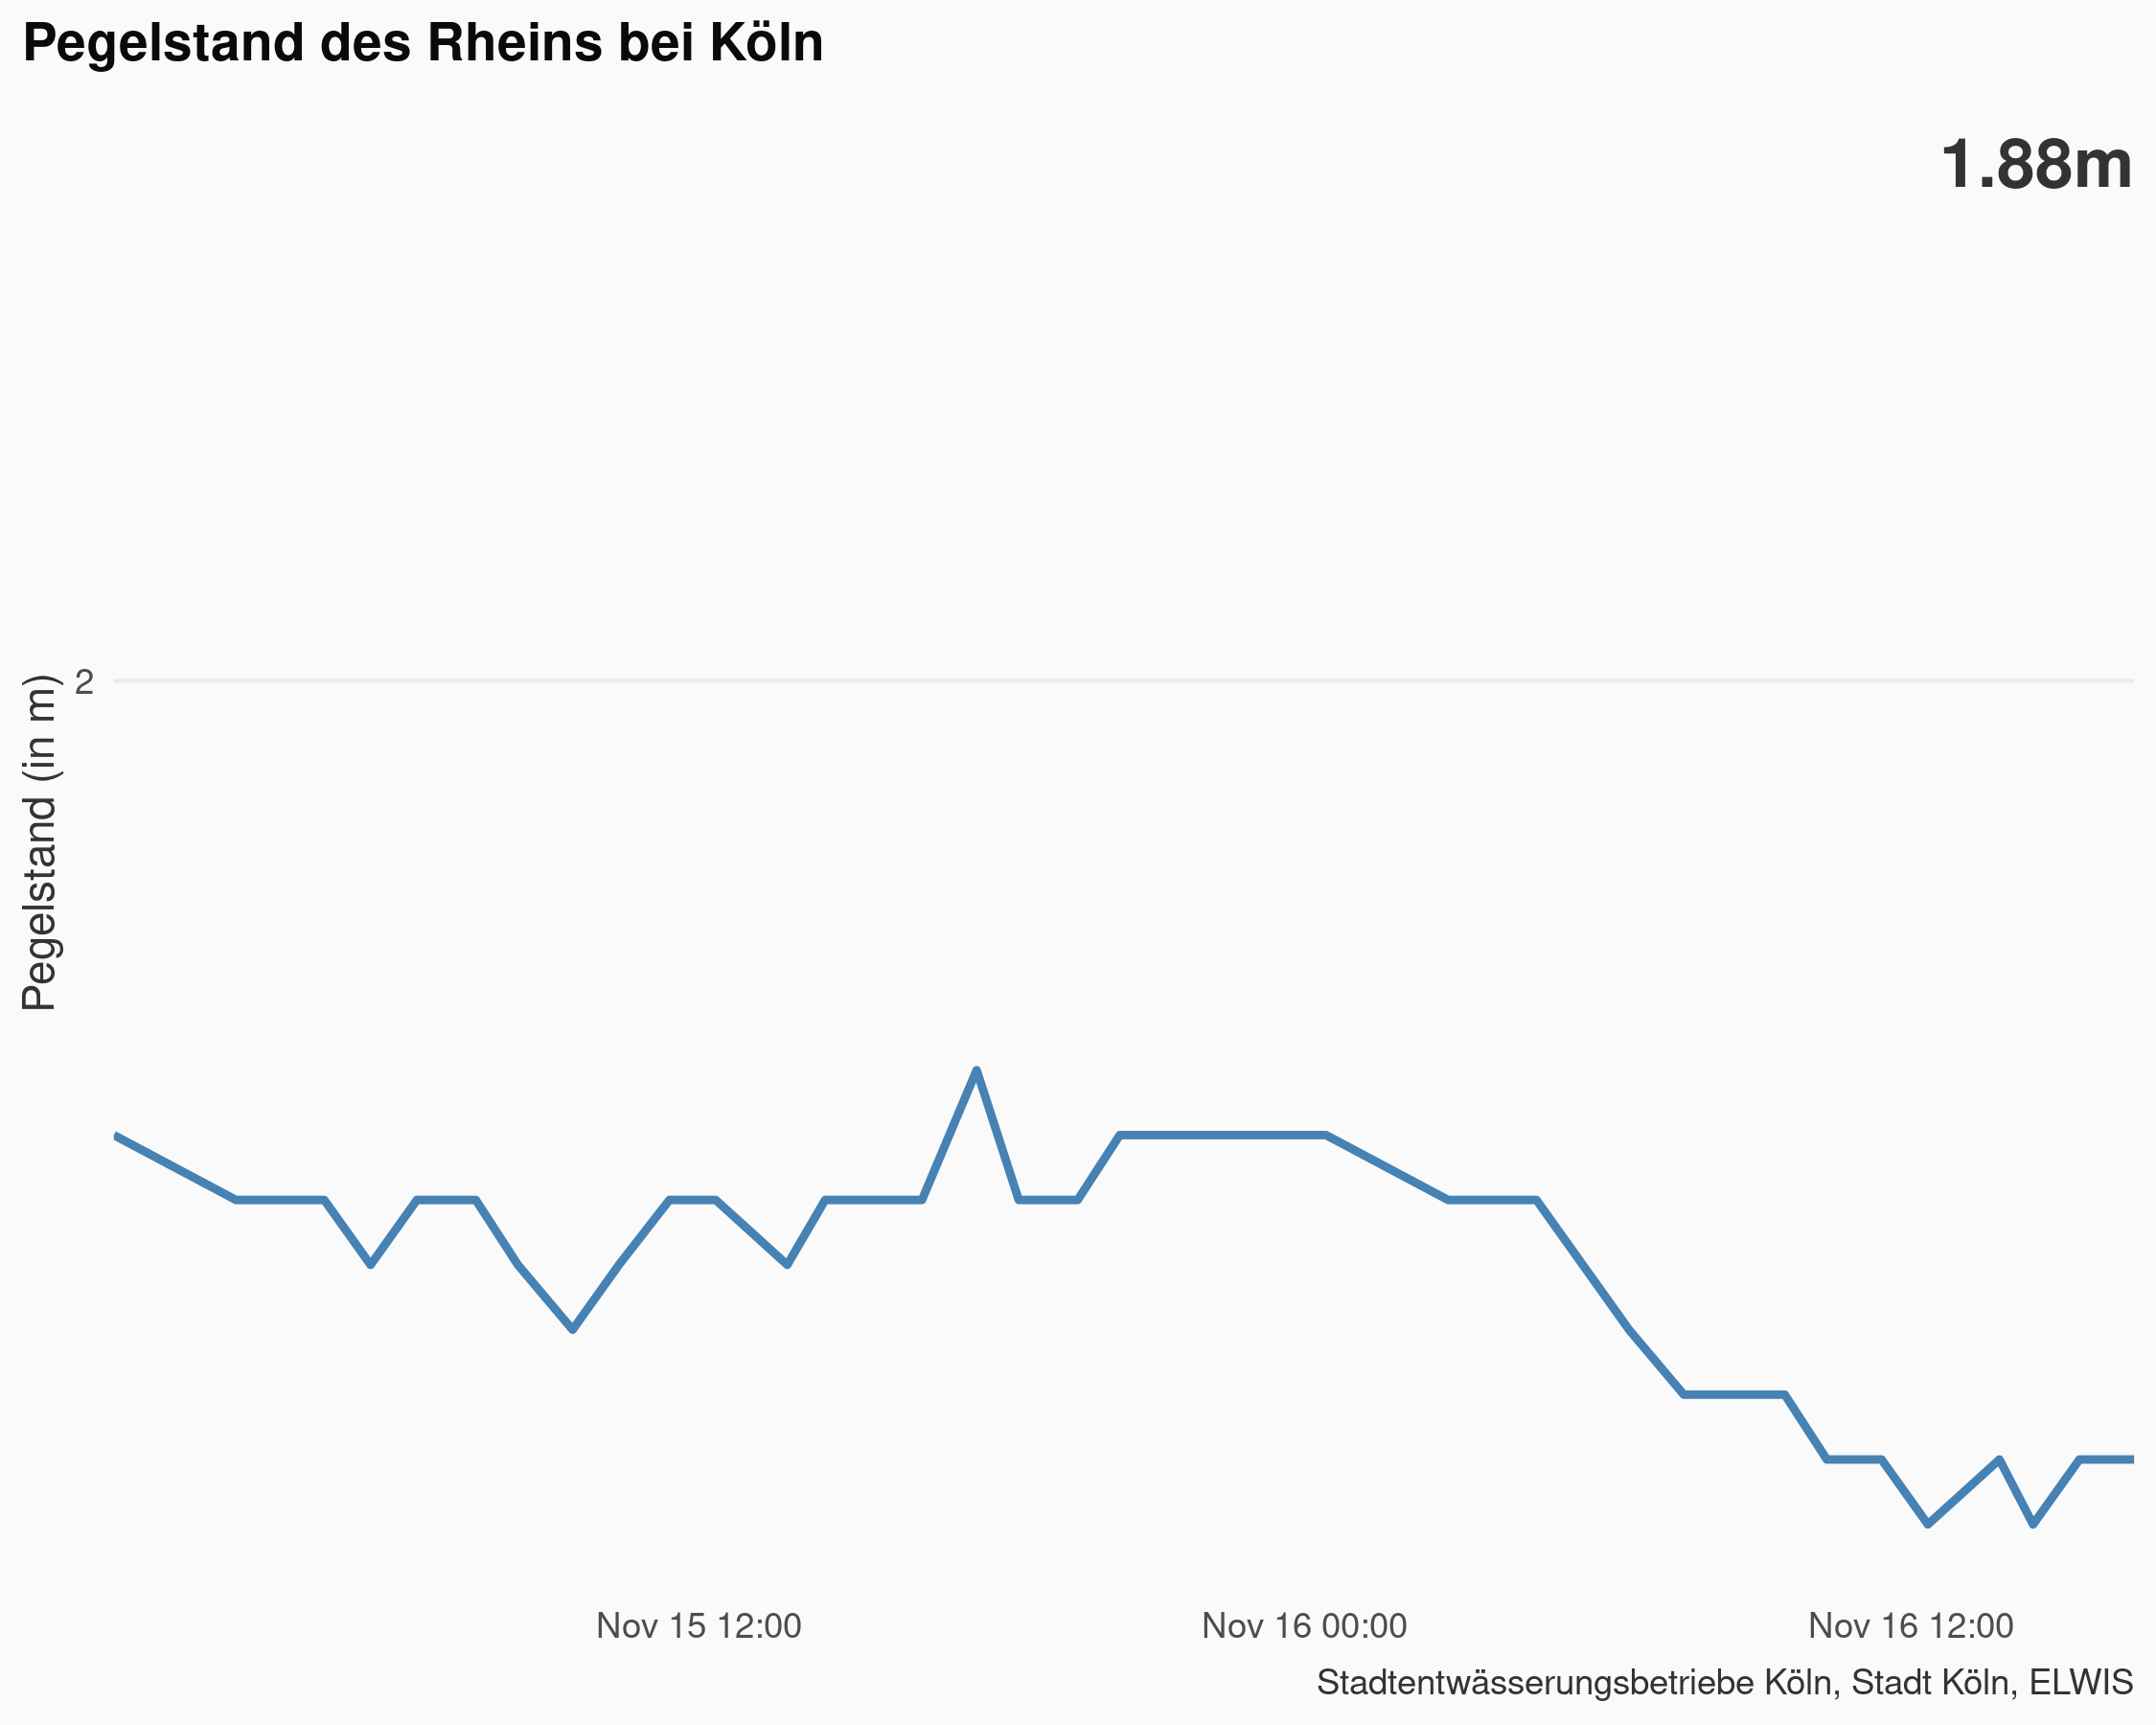 Pegelstand des Rheins bei Köln
1.88m
Pegelstand (in m)
2
Nov 15 12:00
Nov 16 00:00
Nov 16 12:00
Stadtentwässerungsbetriebe Köln, Stadt Köln, ELWIS